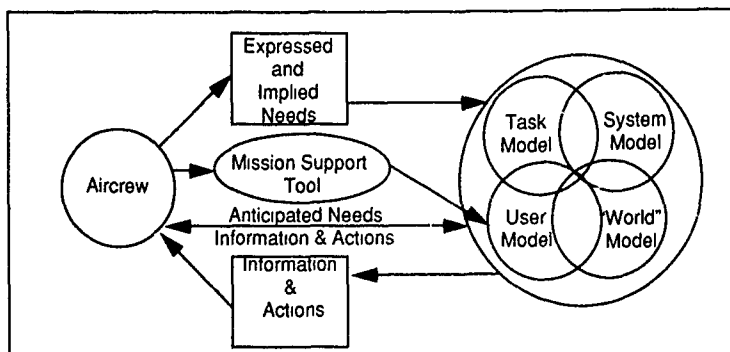 Expressed
and
Implied
Needs
Task
Model
System
Model
Mission Support
Tool
Aircrew
Anticipated Needs
Information & Actions
User
Model
"World"
Model
Information
&
Actions